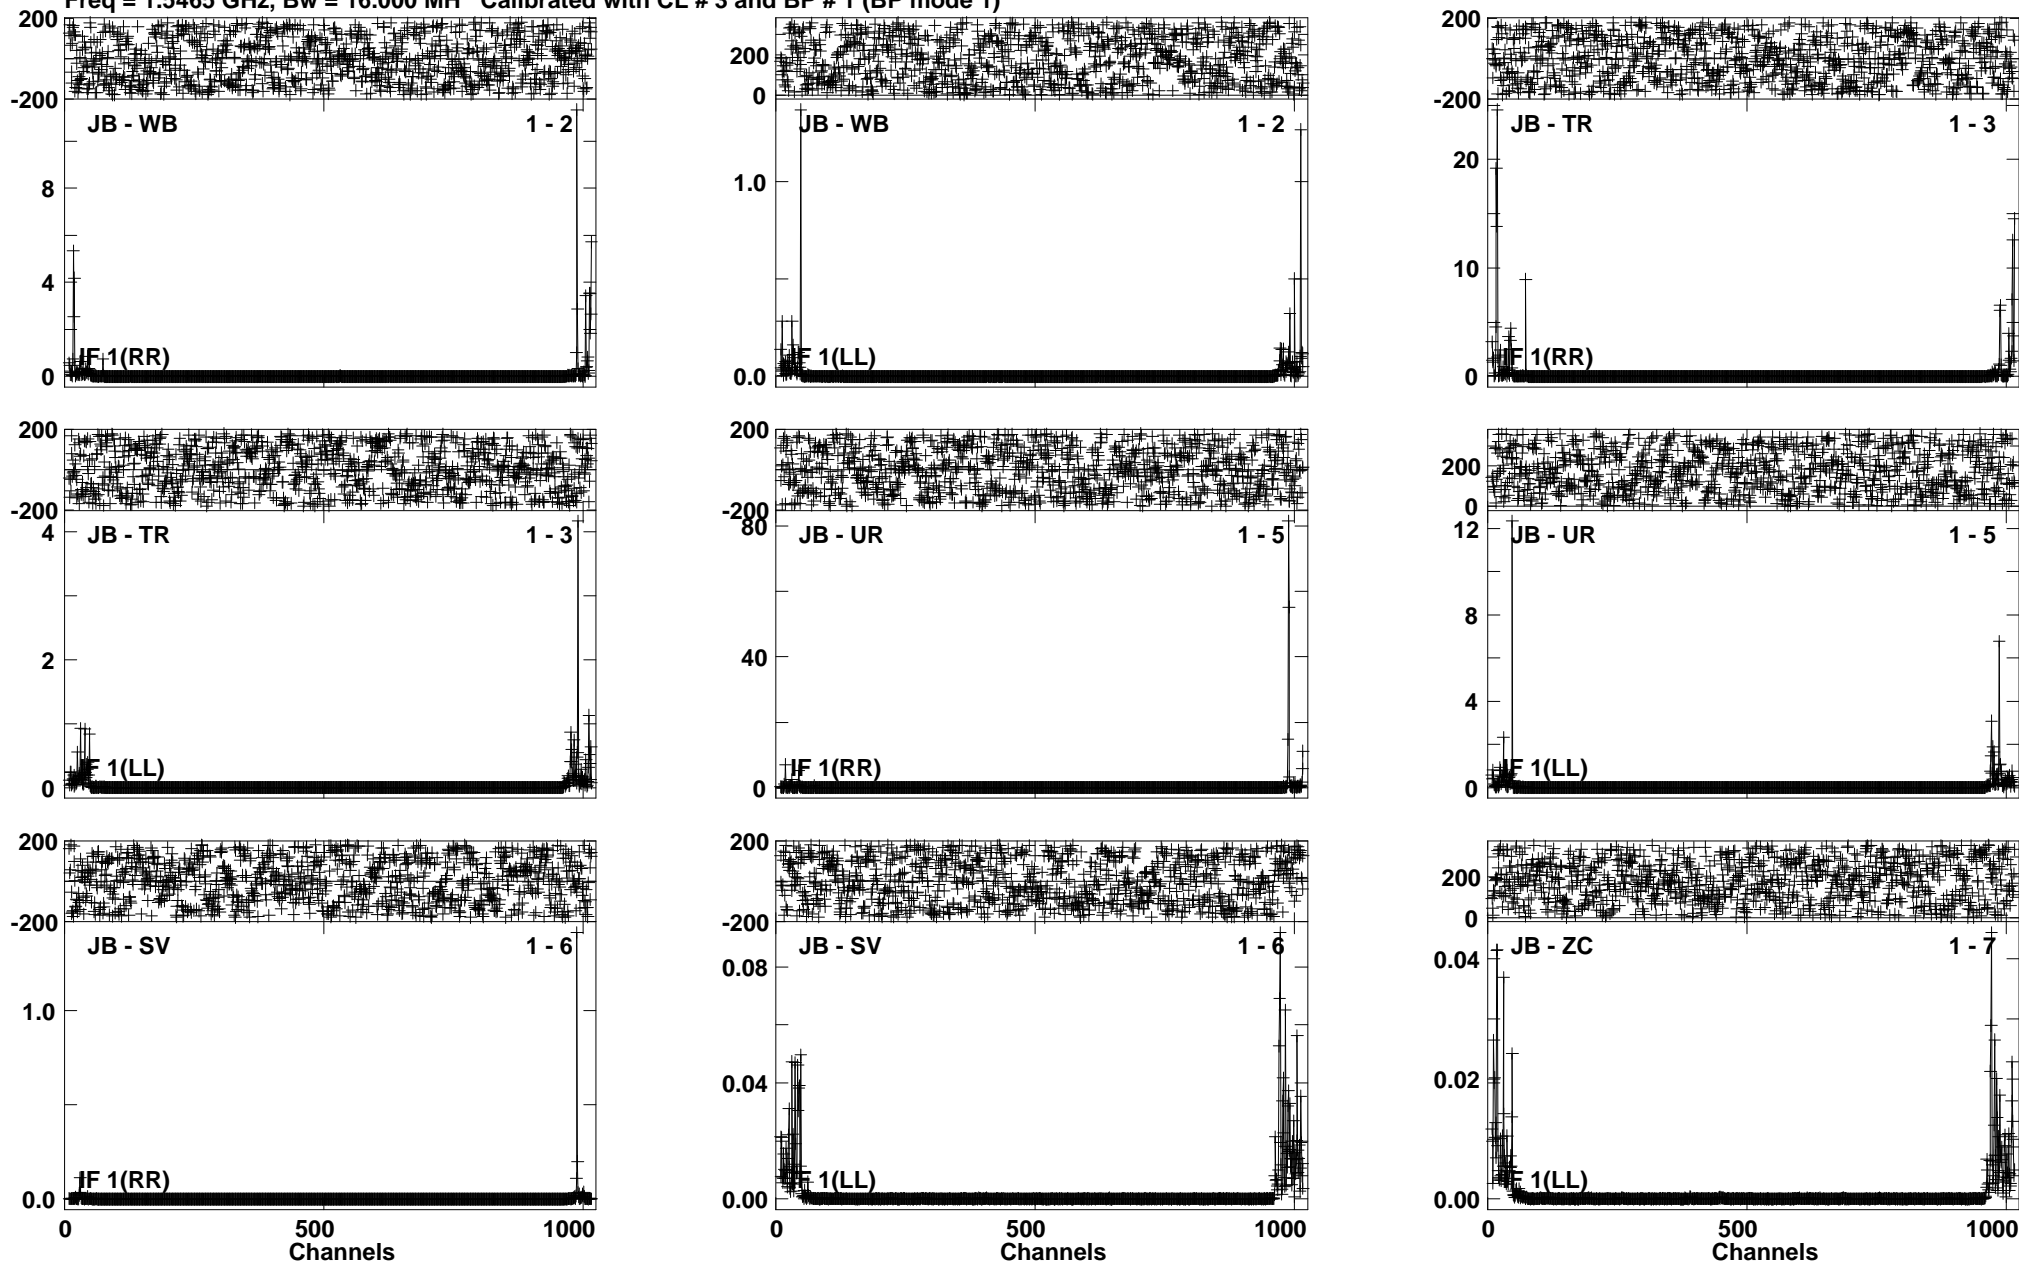 Freq = 1.5465 GHz, Bw = 16.000 MH Calibrated with CL # 3 and BP # 1 (BP mode 1)
200
-200
JB - WB 1 - 2
8
4
0
IF 1(RR)
200
0
JB - WB 1 - 2
1.0
0.0
IF 1(LL)
200
-200
JB - TR 1 - 3
20
10
0
IF 1(RR)
200
-200
JB - TR 1 - 3
4
2
0
IF 1(LL)
200
-200
JB - UR 1 - 5
80
40
0
IF 1(RR)
200
0
JB - UR 1 - 5
12
8
4
0
IF 1(LL)
200
-200
JB - SV 1 - 6
1.0
0.0
IF 1(RR)
0 500 1000
Channels
200
-200
JB - SV 1 - 6
0.08
0.04
0.00
IF 1(LL)
500 1000
200
0
JB - ZC 1 - 7
0.04
0.02
0.00
IF 1(LL)
0 500 1000
Channels